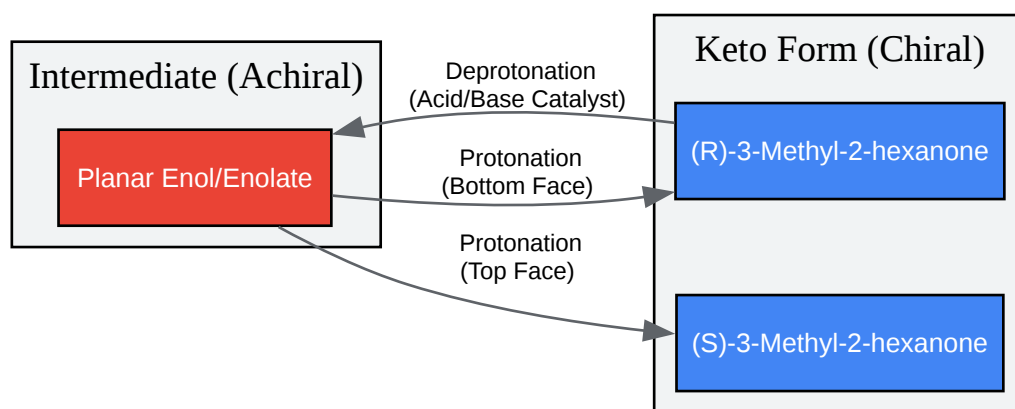 Intermediate (Achiral)
Planar Enol/Enolate
Deprotonation
(Acid/Base Catalyst)
Protonation
(Bottom Face)
Protonation
(Top Face)
Keto Form (Chiral)
(R)-3-Methyl-2-hexanone
(S)-3-Methyl-2-hexanone